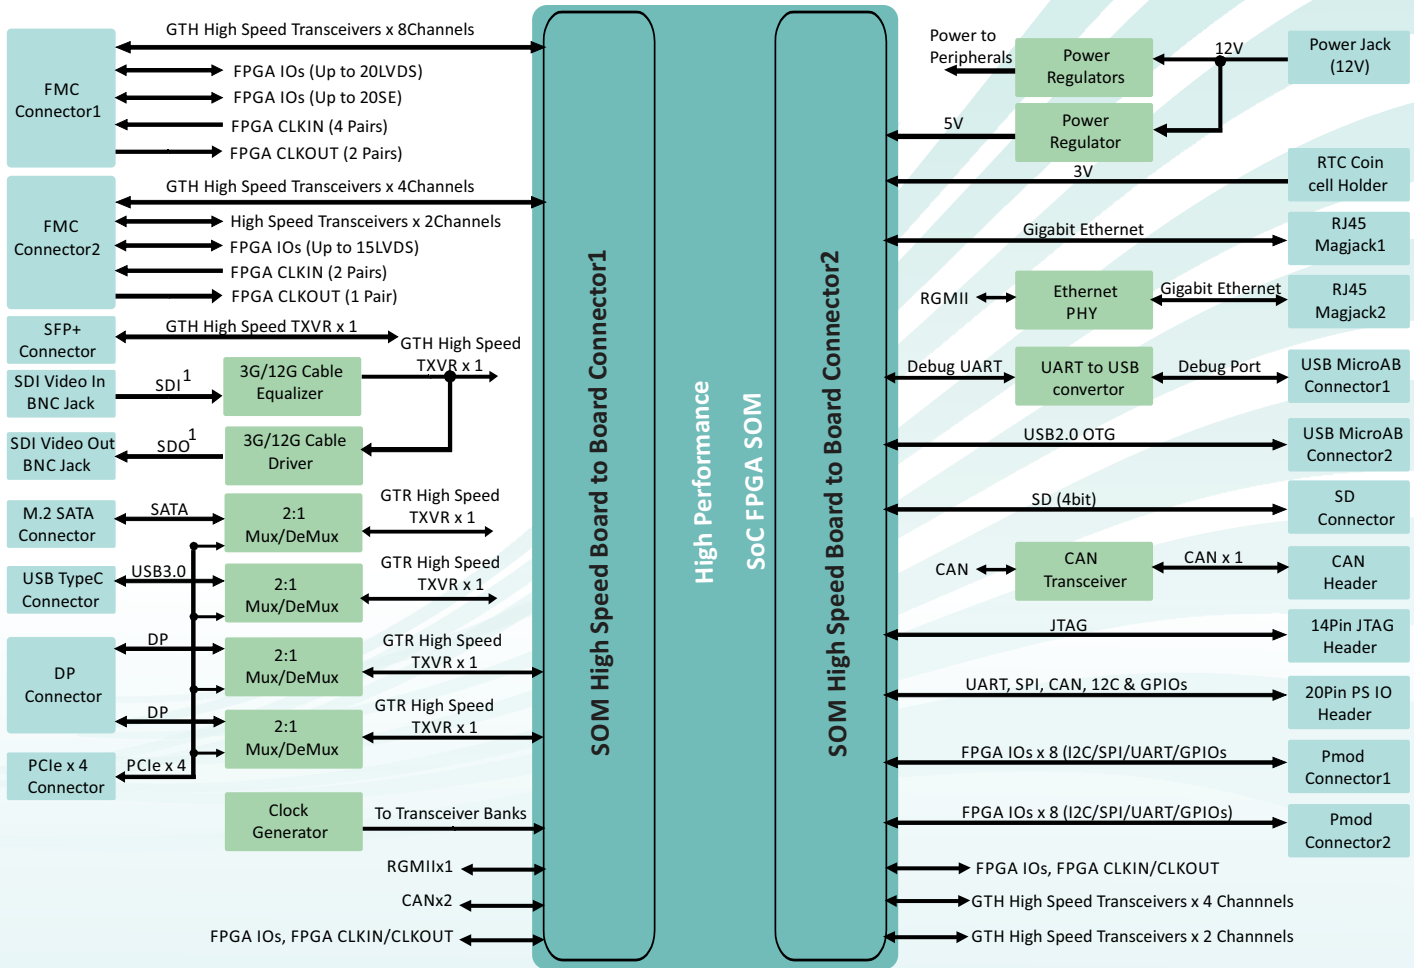 GTH High Speed Transceivers x 8Channels
FMC
Connector1
FPGA IOs (Up to 20LVDS)
FPGA IOs (Up to 20SE)
FPGA CLKIN (4 Pairs)
FPGA CLKOUT (2 Pairs)
GTH High Speed Transceivers x 4Channels
FMC
Connector2
High Speed Transceivers x 2Channels
FPGA IOs (Up to 15LVDS)
FPGA CLKIN (2 Pairs)
FPGA CLKOUT (1 Pair)
SFP+
Connector
GTH High Speed TXVR x 1
GTH High Speed
TXVR x 1
SDI Video In
BNC Jack
SDI1
3G/12G Cable
Equalizer
SDI Video Out
BNC Jack
SDO1
3G/12G Cable
Driver
M.2 SATA
Connector
SATA
2:1
Mux/DeMux
GTR High Speed
TXVR x 1
USB TypeC
Connector
USB3.0
2:1
Mux/DeMux
GTR High Speed
TXVR x 1
DP
Connector
DP
2:1
Mux/DeMux
GTR High Speed
TXVR x 1
DP
2:1
Mux/DeMux
GTR High Speed
TXVR x 1
PCIe x 4
Connector
PCIe x 4
Clock
Generator
To Transceiver Banks
RGMIIx1
CANx2
FPGA IOs, FPGA CLKIN/CLKOUT
SOM High Speed Board to Board Connector1
High Performance
SoC FPGA SOM
SOM High Speed Board to Board Connector2
Power to
Peripherals
Power
Regulators
12V
Power Jack
(12V)
5V
Power
Regulator
3V
RTC Coin
cell Holder
Gigabit Ethernet
RJ45
Magjack1
RGMII
Ethernet
PHY
Gigabit Ethernet
RJ45
Magjack2
Debug UART
UART to USB
convertor
Debug Port
USB MicroAB
Connector1
USB2.0 OTG
USB MicroAB
Connector2
SD (4bit)
SD
Connector
CAN
CAN
Transceiver
CAN x 1
CAN
Header
JTAG
14Pin JTAG
Header
UART, SPI, CAN, 12C & GPIOs
20Pin PS IO
Header
FPGA IOs x 8 (I2C/SPI/UART/GPIOs
Pmod
Connector1
FPGA IOs x 8 (I2C/SPI/UART/GPIOs)
Pmod
Connector2
FPGA IOs, FPGA CLKIN/CLKOUT
GTH High Speed Transceivers x 4 Channnels
GTH High Speed Transceivers x 2 Channnels